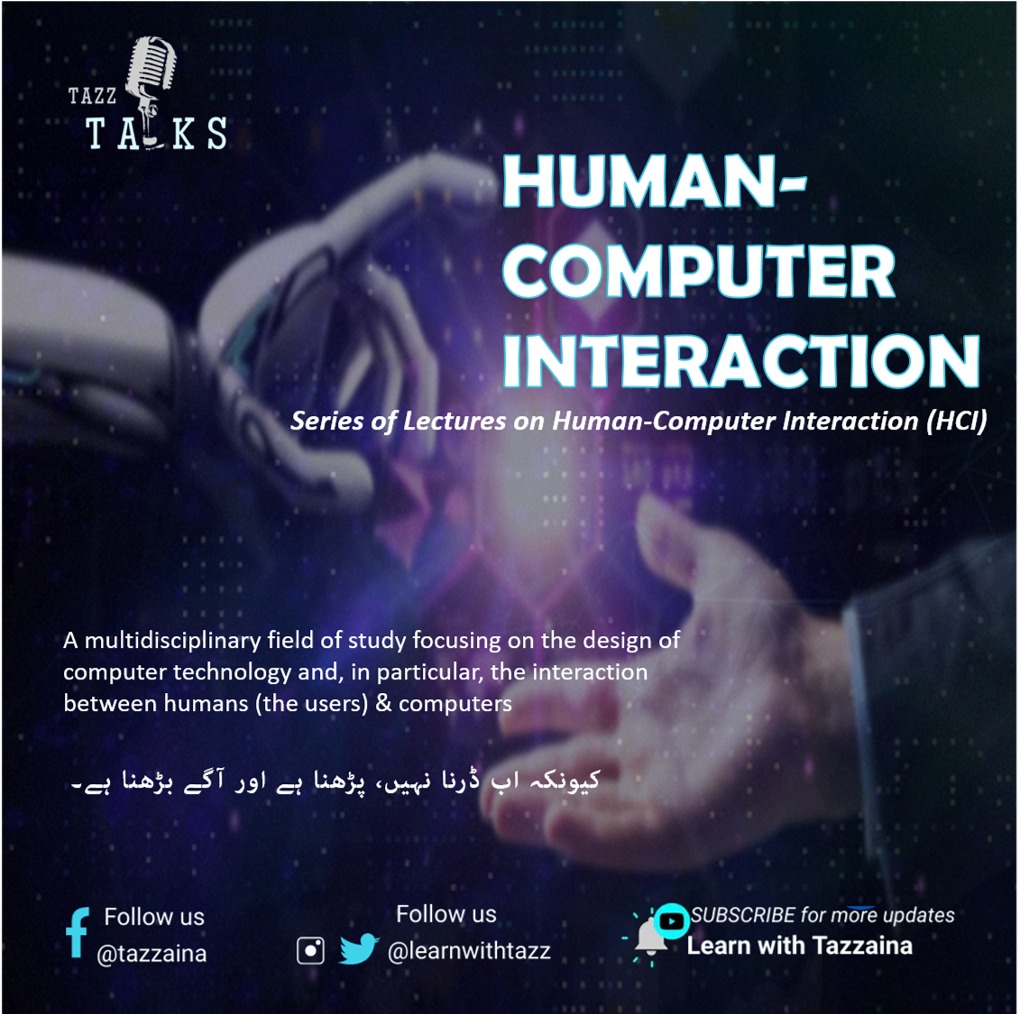 TAZZ
TALKS
HUMAN-
COMPUTER
INTERACTION
Series of Lectures on Human-Computer Interaction (HCI)
A multidisciplinary field of study focusing on the design of
computer technology and, in particular, the interaction
between humans (the users) & computers
کیونکہ اب ڈرنا نہیں، پڑھنا ہے اور آگے بڑھنا ہے۔
Follow us
@tazzaina
Follow us
@learnwithtazz
SUBSCRIBE for more updates
Learn with Tazzaina